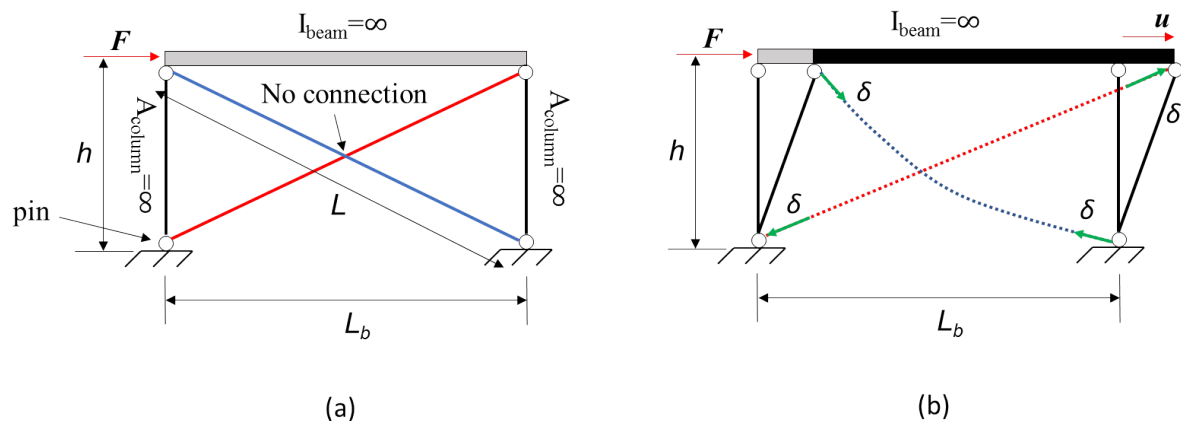 I_beam=∞
F
No connection
h
A_column=∞
L
A_column=∞
pin
L_b
(a)
I_beam=∞
u
F
δ
δ
δ
h
δ
δ
L_b
(b)